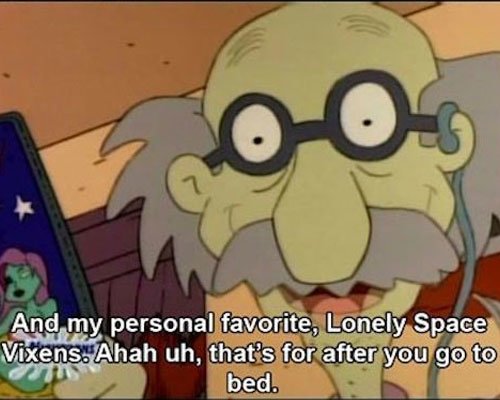 And my personal favorite, Lonely Space
Vixens. Ahah uh, that's for after you go to
bed.